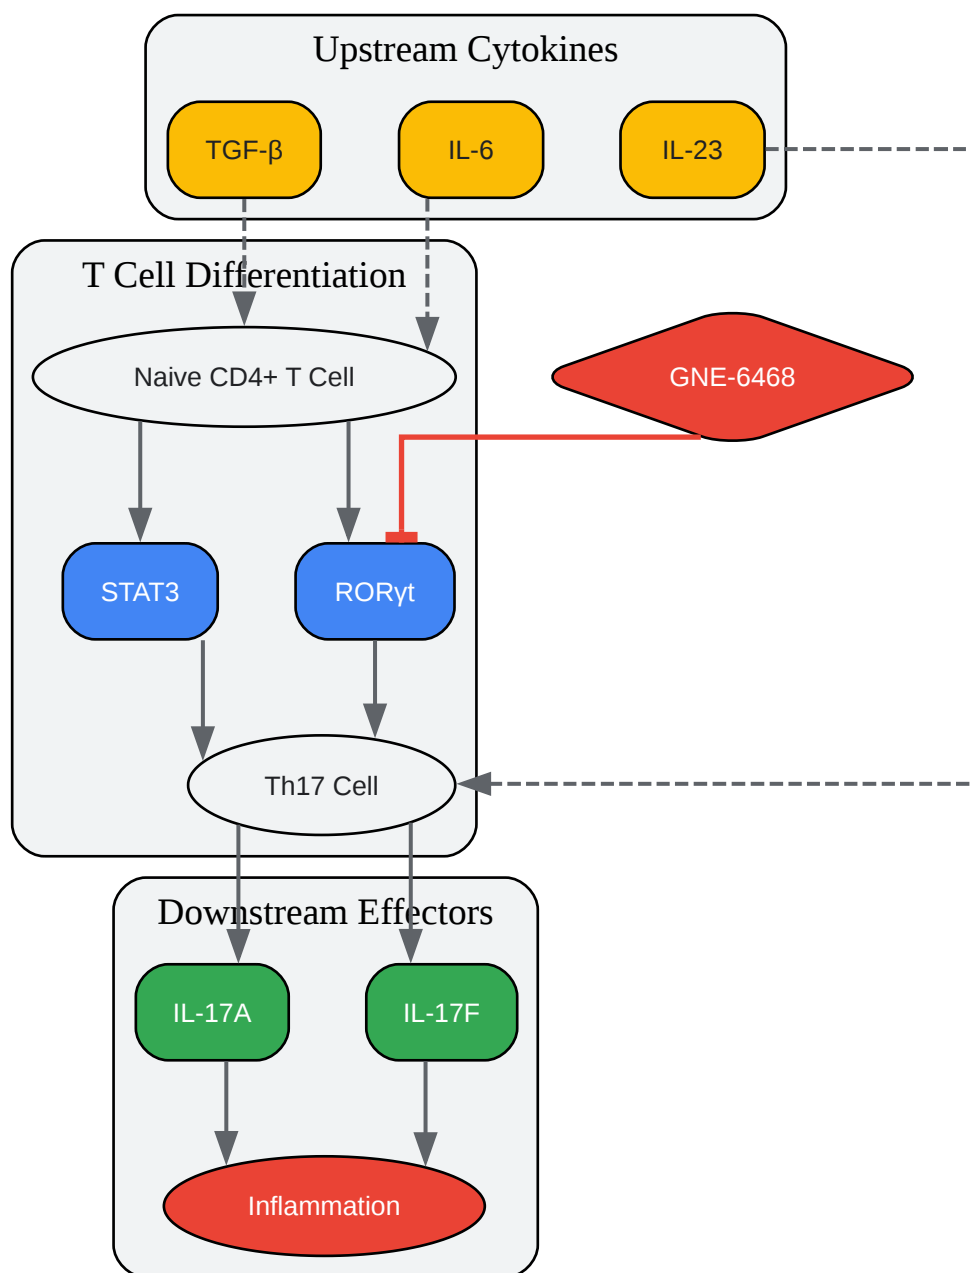 Upstream Cytokines
TGF-β
IL-6
IL-23
T Cell Differentiation
Naive CD4+ T Cell
GNE-6468
STAT3
RORγt
Th17 Cell
Downstream Effectors
IL-17A
IL-17F
Inflammation